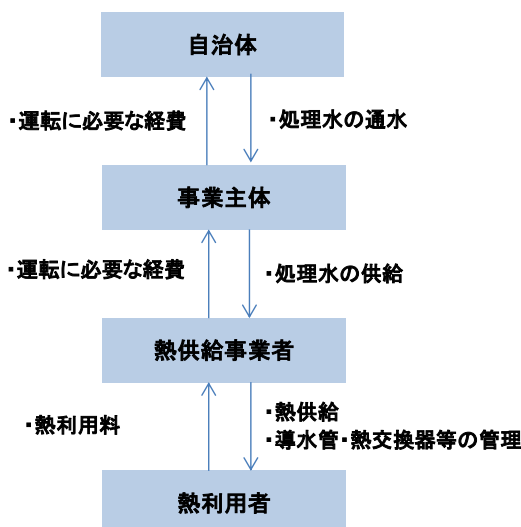 自治体
・運転に必要な経費
・処理水の通水
事業主体
・運転に必要な経費
・処理水の供給
熱供給事業者
・熱利用料
・熱供給
・導水管・熱交換器等の管理
熱利用者